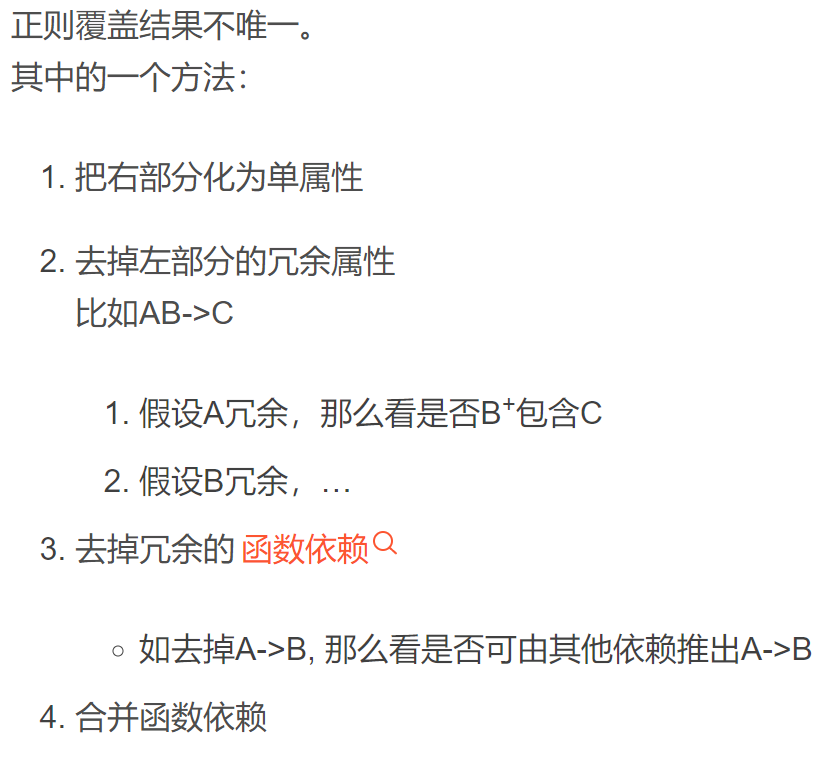 正则覆盖结果不唯一。
其中的一个方法：
1. 把右部分化为单属性
2. 去掉左部分的冗余属性
比如AB->C
1. 假设A冗余，那么看是否B⁺包含C
2. 假设B冗余，…
3. 去掉冗余的 函数依赖
如去掉A->B, 那么看是否可由其他依赖推出A->B
4. 合并函数依赖